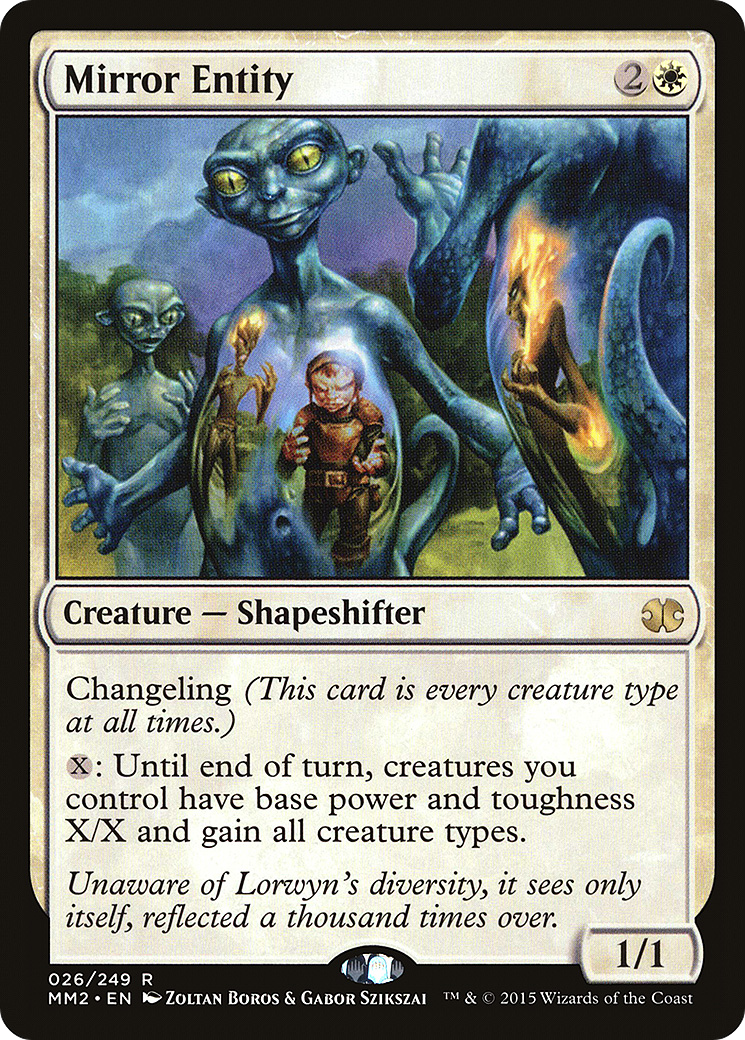 Mirror Entity 2
Creature — Shapeshifter
Changeling (This card is every creature type
at all times.)
X: Until end of turn, creatures you
control have base power and toughness
X/X and gain all creature types.
Unaware of Lorwyn's diversity, it sees only
itself, reflected a thousand times over.
1/1
026/249 R
MM2 • EN Zoltan Boros & Gabor Szikszai ™ & © 2015 Wizards of the Coast